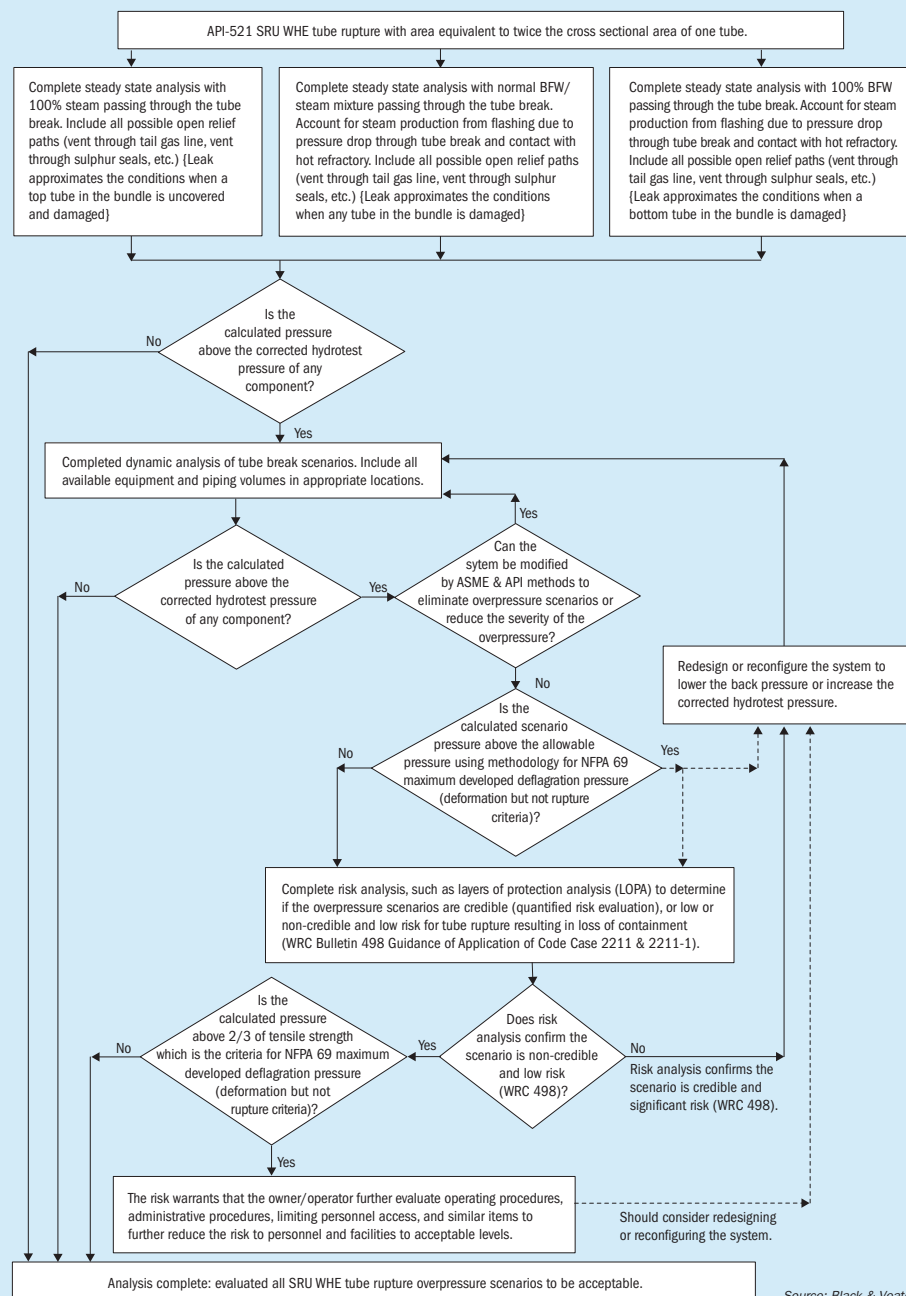 API-521 SRU WHE tube rupture with area equivalent to twice the cross sectional area of one tube.
Complete steady state analysis with
100% steam passing through the tube
break. Include all possible open relief
paths (vent through tail gas line, vent
through sulphur seals, etc.) {Leak
approximates the conditions when a
top tube in the bundle is uncovered
and damaged}
Complete steady state analysis with normal BFW/
steam mixture passing through the tube break.
Account for steam production from flashing due to
pressure drop through tube break and contact with
hot refractory. Include all possible open relief paths
(vent through tail gas line, vent through sulphur
seals, etc.) {Leak approximates the conditions
when any tube in the bundle is damaged}
Complete steady state analysis with 100% BFW
passing through the tube break. Account for steam
production from flashing due to pressure drop
through tube break and contact with hot refractory.
Include all possible open relief paths (vent through
tail gas line, vent through sulphur seals, etc.)
{Leak approximates the conditions when a
bottom tube in the bundle is damaged}
Is the
calculated pressure
above the corrected hydrotest
pressure of any
component?
No
Yes
Completed dynamic analysis of tube break scenarios. Include all
available equipment and piping volumes in appropriate locations.
Yes
Is the calculated
pressure above the
corrected hydrotest pressure
of any component?
No
Yes
Can the
sytem be modified
by ASME & API methods to
eliminate overpressure scenarios or
reduce the severity of the
overpressure?
No
Redesign or reconfigure the system to
lower the back pressure or increase the
corrected hydrotest pressure.
Is the
calculated scenario
pressure above the allowable
pressure using methodology for NFPA 69
maximum developed deflagration pressure
(deformation but not rupture
criteria)?
No
Yes
Complete risk analysis, such as layers of protection analysis (LOPA) to determine
if the overpressure scenarios are credible (quantified risk evaluation), or low or
non-credible and low risk for tube rupture resulting in loss of containment
(WRC Bulletin 498 Guidance of Application of Code Case 2211 & 2211-1).
Does risk
analysis confirm the
scenario is non-credible
and low risk
(WRC 498)?
Yes
No
Risk analysis confirms the
scenario is credible and
significant risk (WRC 498).
Is the
calculated pressure
above 2/3 of tensile strength
which is the criteria for NFPA 69 maximum
developed deflagration pressure
(deformation but not
rupture criteria)?
No
Yes
The risk warrants that the owner/operator further evaluate operating procedures,
administrative procedures, limiting personnel access, and similar items to
further reduce the risk to personnel and facilities to acceptable levels.
Should consider redesigning
or reconfiguring the system.
Analysis complete: evaluated all SRU WHE tube rupture overpressure scenarios to be acceptable.
Source: Black &